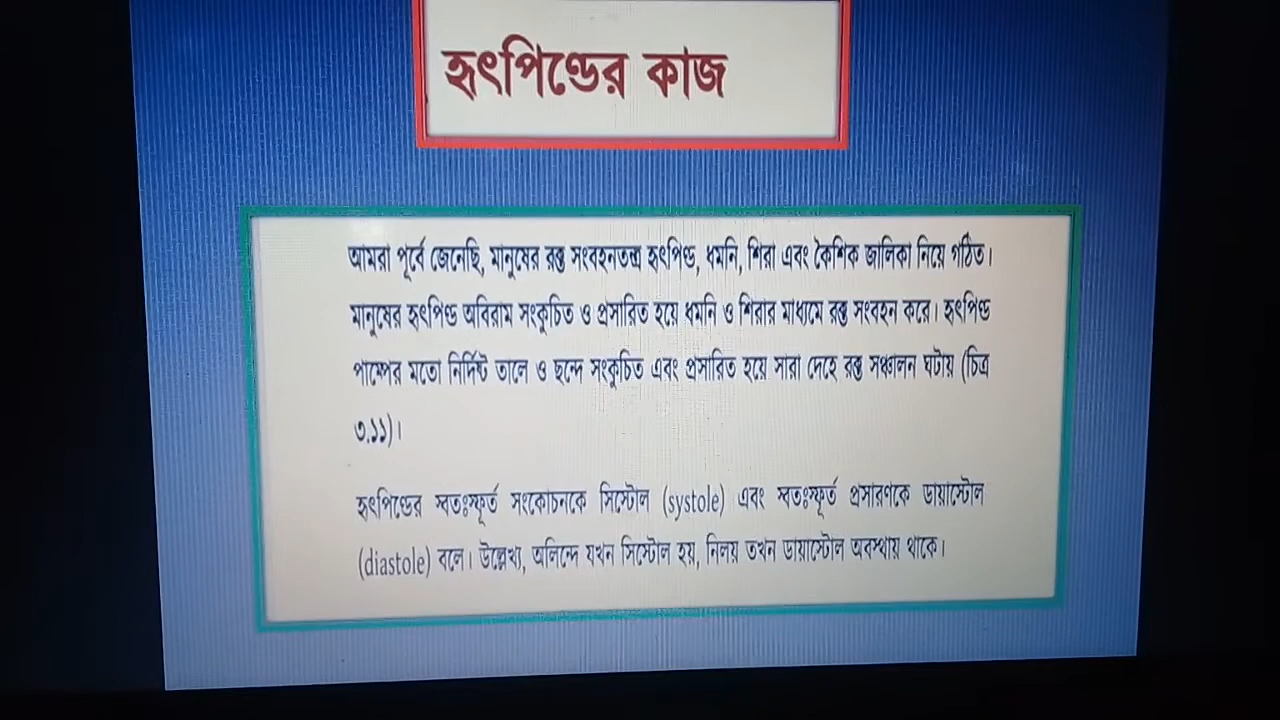 হৃৎপিণ্ডের কাজ
আমরা পূর্বে জেনেছি, মানুষের রক্ত সংবহনতন্ত্র হৃৎপিণ্ড, ধমনি, শিরা এবং কৈশিক জালিকা নিয়ে গঠিত।
মানুষের হৃৎপিণ্ড অবিরাম সংকুচিত ও প্রসারিত হয়ে ধমনি ও শিরার মাধ্যমে রক্ত সংবহন করে। হৃৎপিণ্ড
পাম্পের মতো নির্দিষ্ট তালে ও ছন্দে সংকুচিত এবং প্রসারিত হয়ে সারা দেহে রক্ত সঞ্চালন ঘটায় (চিত্র
৩.১১)।
হৃৎপিণ্ডের স্বতঃস্ফূর্ত সংকোচনকে সিস্টোল (systole) এবং স্বতঃস্ফূর্ত প্রসারণকে ডায়াস্টোল
(diastole) বলে। উল্লেখ্য, অলিন্দে যখন সিস্টোল হয়, নিলয় তখন ডায়াস্টোল অবস্থায় থাকে।